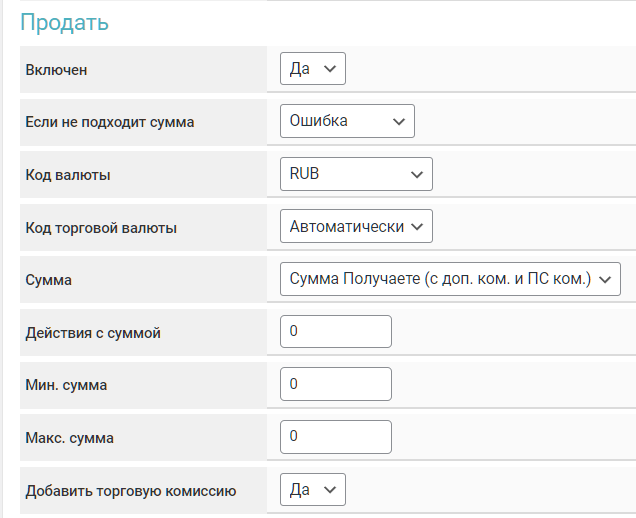 Продать
Включен Да
Если не подходит сумма Ошибка
Код валюты RUB
Код торговой валюты Автоматически
Сумма Сумма Получаете (с доп. ком. и ПС ком.)
Действия с суммой 0
Мин. сумма 0
Макс. сумма 0
Добавить торговую комиссию Да